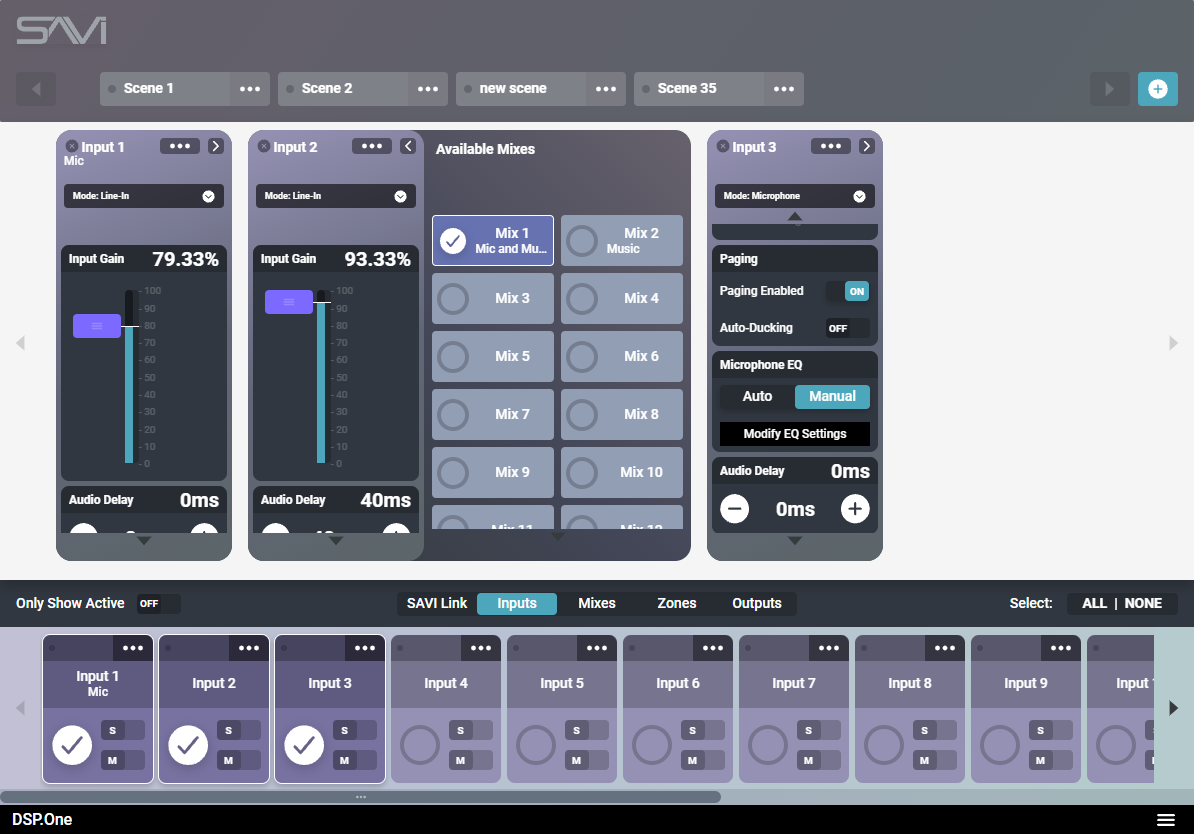 SAVI
Scene 1
Scene 2
new scene
Scene 35
Input 1
Mic
Mode: Line-In
Input Gain 79.33%
- 100
- 90
- 80
- 70
- 60
- 50
- 40
- 30
- 20
- 10
- 0
Audio Delay 0ms
Input 2
Mode: Line-In
Input Gain 93.33%
- 100
- 90
- 80
- 70
- 60
- 50
- 40
- 30
- 20
- 10
- 0
Audio Delay 40ms
Available Mixes
Mix 1
Mic and Mu...
Mix 2
Music
Mix 3
Mix 4
Mix 5
Mix 6
Mix 7
Mix 8
Mix 9
Mix 10
Mix 11
Mix 12
Input 3
Mode: Microphone
Paging
Paging Enabled ON
Auto-Ducking OFF
Microphone EQ
Auto Manual
Modify EQ Settings
Audio Delay 0ms
0ms
Only Show Active OFF
SAVI Link Inputs Mixes Zones Outputs
Select: ALL | NONE
Input 1
Mic
S
M
Input 2
S
M
Input 3
S
M
Input 4
S
M
Input 5
S
M
Input 6
S
M
Input 7
S
M
Input 8
S
M
Input 9
S
M
Input
DSP.One